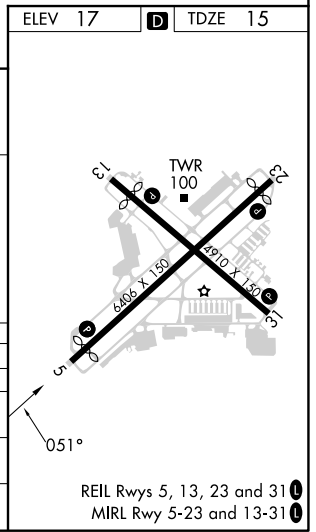 ELEV 17 D TDZE 15
13
TWR
100
23
P
P
6406 X 150
4910 X 150
P
P
5
31
051°
REIL Rwys 5, 13, 23 and 31 L
MIRL Rwy 5-23 and 13-31 L